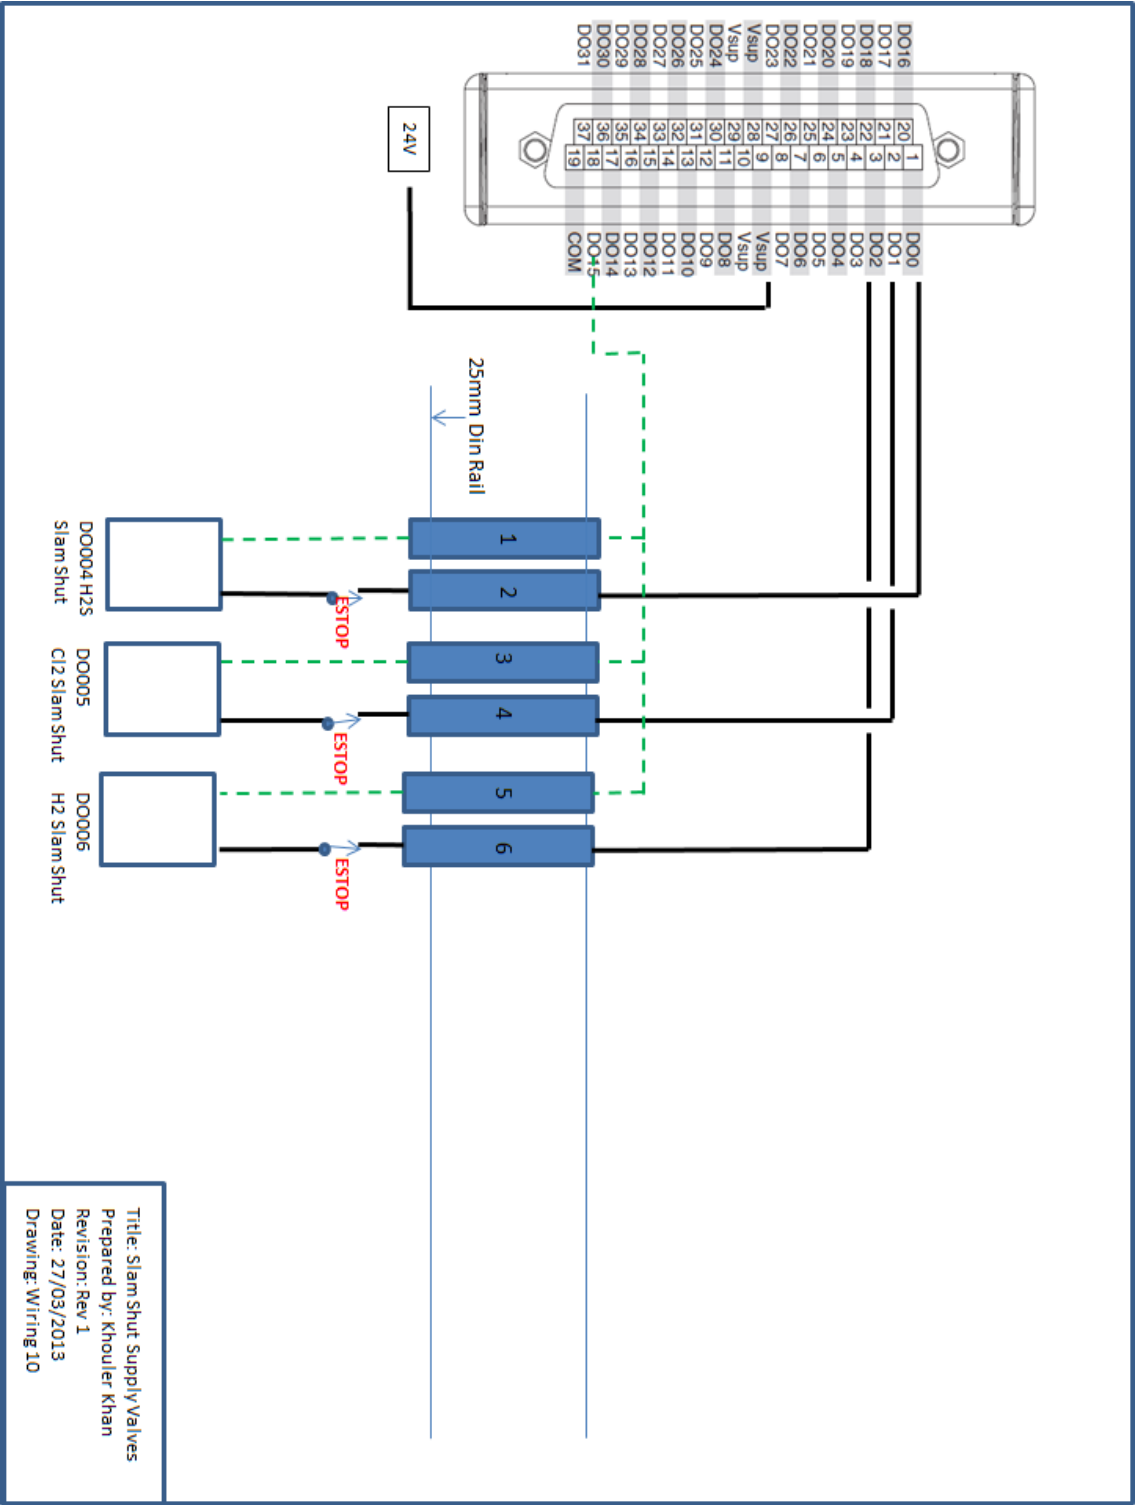 DO16
DO17
DO18
DO19
DO20
DO21
DO22
DO23
Vsup
Vsup
DO24
DO25
DO26
DO27
DO28
DO29
DO30
DO31
20
21
22
23
24
25
26
27
28
29
30
31
32
33
34
35
36
37
1
2
3
4
5
6
7
8
9
10
11
12
13
14
15
16
17
18
19
DO0
DO1
DO2
DO3
DO4
DO5
DO6
DO7
Vsup
Vsup
DO8
DO9
DO10
DO11
DO12
DO13
DO14
DO15
COM
24V
25mm Din Rail
1
2
3
4
5
6
ESTOP
ESTOP
ESTOP
DO004 H2S
Slam Shut
DO005
Cl2 Slam Shut
DO006
H2 Slam Shut
Title: Slam Shut Supply Valves
Prepared by: Khouler Khan
Revision: Rev 1
Date: 27/03/2013
Drawing: Wiring 10